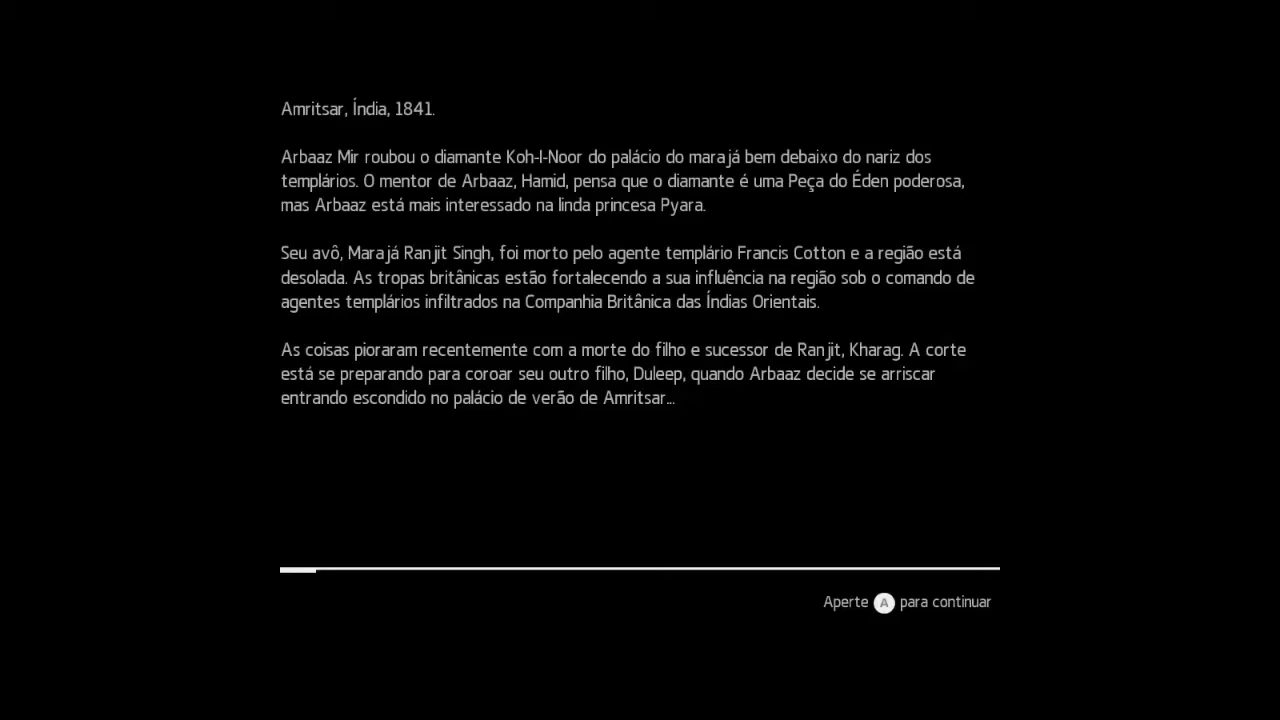 Amritsar, Índia, 1841.
Arbaaz Mir roubou o diamante Koh-I-Noor do palácio do marajá bem debaixo do nariz dos
templários. O mentor de Arbaaz, Hamid, pensa que o diamante é uma Peça do Éden poderosa,
mas Arbaaz está mais interessado na linda princesa Pyara.
Seu avô, Marajá Ranjit Singh, foi morto pelo agente templário Francis Cotton e a região está
desolada. As tropas britânicas estão fortalecendo a sua influência na região sob o comando de
agentes templários infiltrados na Companhia Britânica das Índias Orientais.
As coisas pioraram recentemente com a morte do filho e sucessor de Ranjit, Kharag. A corte
está se preparando para coroar seu outro filho, Duleep, quando Arbaaz decide se arriscar
entrando escondido no palácio de verão de Amritsar...
Aperte A para continuar